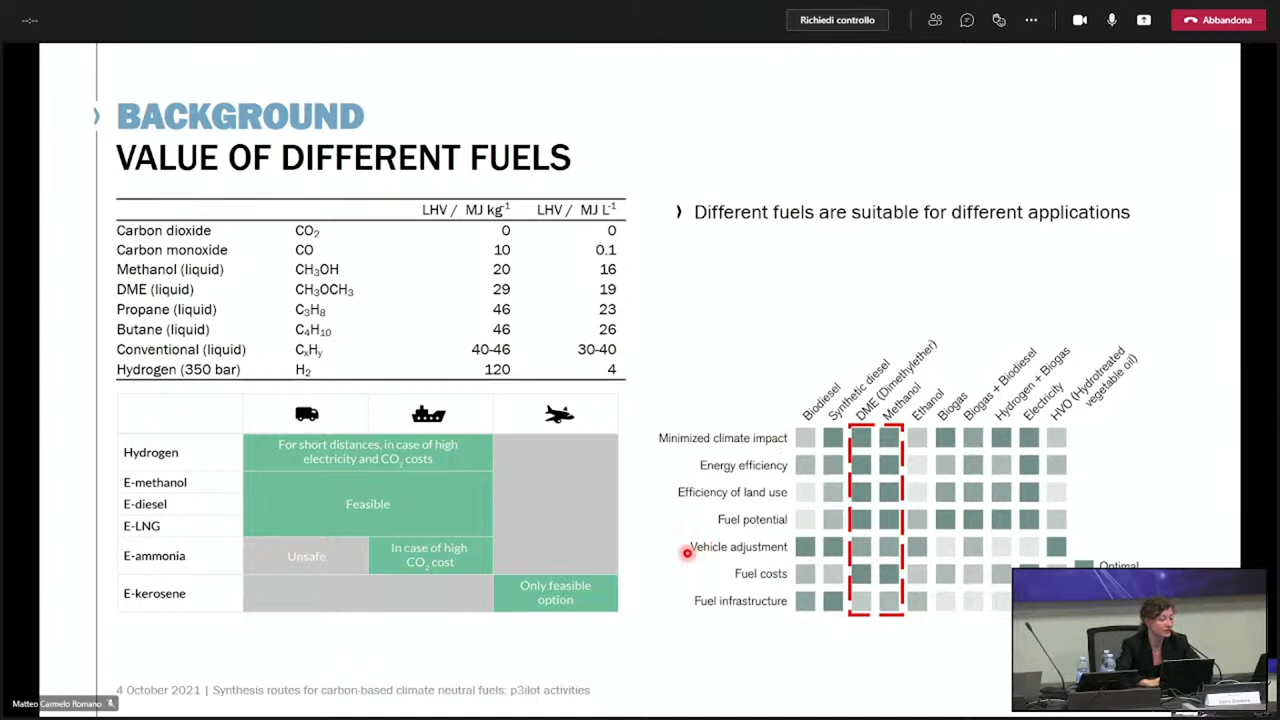 --:--
Richiedi controllo
Abbandona
BACKGROUND
VALUE OF DIFFERENT FUELS
LHV / MJ kg⁻¹ LHV / MJ L⁻¹
Carbon dioxide CO₂ 0 0
Carbon monoxide CO 10 0.1
Methanol (liquid) CH₃OH 20 16
DME (liquid) CH₃OCH₃ 29 19
Propane (liquid) C₃H₈ 46 23
Butane (liquid) C₄H₁₀ 46 26
Conventional (liquid) CₓHᵧ 40-46 30-40
Hydrogen (350 bar) H₂ 120 4
Hydrogen
For short distances, in case of high
electricity and CO₂ costs
E-methanol
E-diesel
Feasible
E-LNG
E-ammonia
Unsafe
In case of high
CO₂ cost
E-kerosene
Only feasible
option
› Different fuels are suitable for different applications
Biodiesel
Synthetic diesel
DME (Dimethylether)
Methanol
Ethanol
Biogas
Biogas + Biodiesel
Hydrogen + Biogas
Electricity
HVO (Hydrotreated
vegetable oil)
Minimized climate impact
Energy efficiency
Efficiency of land use
Fuel potential
Vehicle adjustment
Fuel costs
Fuel infrastructure
Optimal
4 October 2021 | Synthesis routes for carbon-based climate neutral fuels: p3ilot activities
Matteo Carmelo Romano